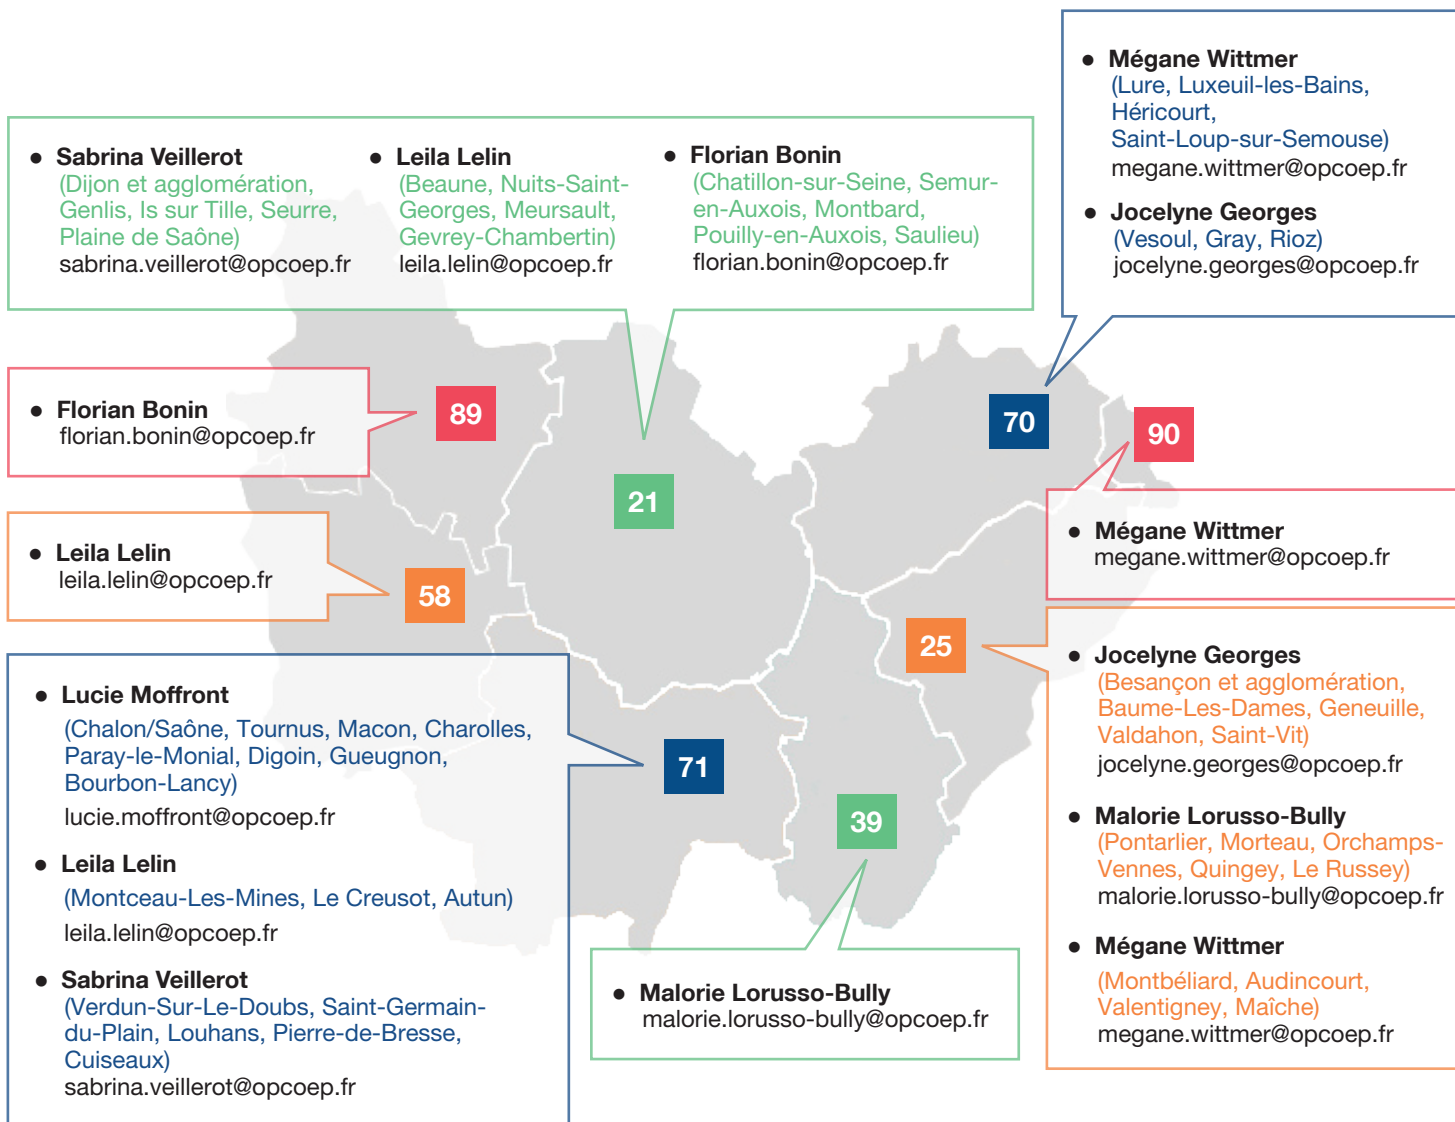 ● Sabrina Veillerot
(Dijon et agglomération,
Genlis, Is sur Tille, Seurre,
Plaine de Saône)
sabrina.veillerot@opcoep.fr
● Leila Lelin
(Beaune, Nuits-Saint-
Georges, Meursault,
Gevrey-Chambertin)
leila.lelin@opcoep.fr
● Florian Bonin
(Chatillon-sur-Seine, Semur-
en-Auxois, Montbard,
Pouilly-en-Auxois, Saulieu)
florian.bonin@opcoep.fr
● Mégane Wittmer
(Lure, Luxeuil-les-Bains,
Héricourt,
Saint-Loup-sur-Semouse)
megane.wittmer@opcoep.fr
● Jocelyne Georges
(Vesoul, Gray, Rioz)
jocelyne.georges@opcoep.fr
● Florian Bonin
florian.bonin@opcoep.fr
89
21
70
90
● Leila Lelin
leila.lelin@opcoep.fr
58
● Mégane Wittmer
megane.wittmer@opcoep.fr
25
● Lucie Moffront
(Chalon/Saône, Tournus, Macon, Charolles,
Paray-le-Monial, Digoin, Gueugnon,
Bourbon-Lancy)
lucie.moffront@opcoep.fr
● Leila Lelin
(Montceau-Les-Mines, Le Creusot, Autun)
leila.lelin@opcoep.fr
● Sabrina Veillerot
(Verdun-Sur-Le-Doubs, Saint-Germain-
du-Plain, Louhans, Pierre-de-Bresse,
Cuiseaux)
sabrina.veillerot@opcoep.fr
71
39
● Malorie Lorusso-Bully
malorie.lorusso-bully@opcoep.fr
● Jocelyne Georges
(Besançon et agglomération,
Baume-Les-Dames, Geneuille,
Valdahon, Saint-Vit)
jocelyne.georges@opcoep.fr
● Malorie Lorusso-Bully
(Pontarlier, Morteau, Orchamps-
Vennes, Quingey, Le Russey)
malorie.lorusso-bully@opcoep.fr
● Mégane Wittmer
(Montbéliard, Audincourt,
Valentigney, Maîche)
megane.wittmer@opcoep.fr